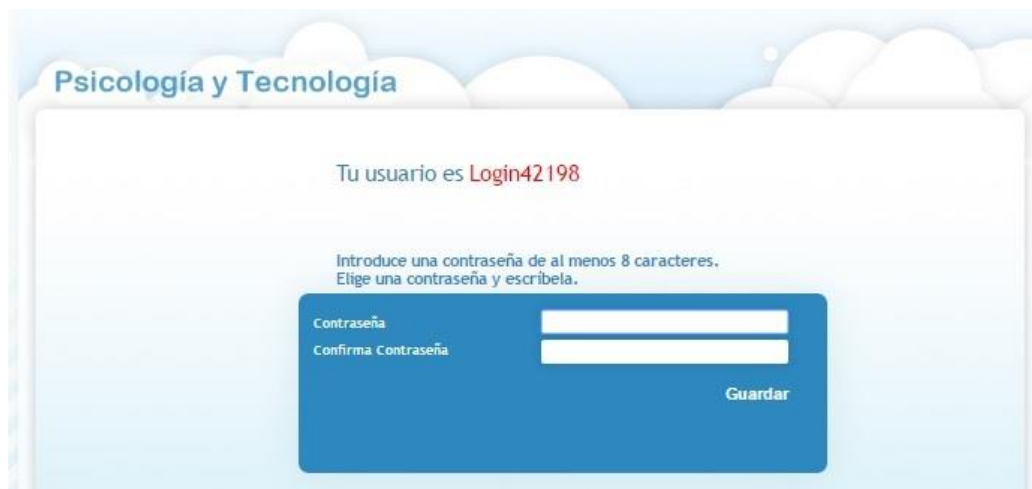 Psicología y Tecnología
Tu usuario es Login42198
Introduce una contraseña de al menos 8 caracteres.
Elige una contraseña y escríbela.
Contraseña
Confirma Contraseña
Guardar